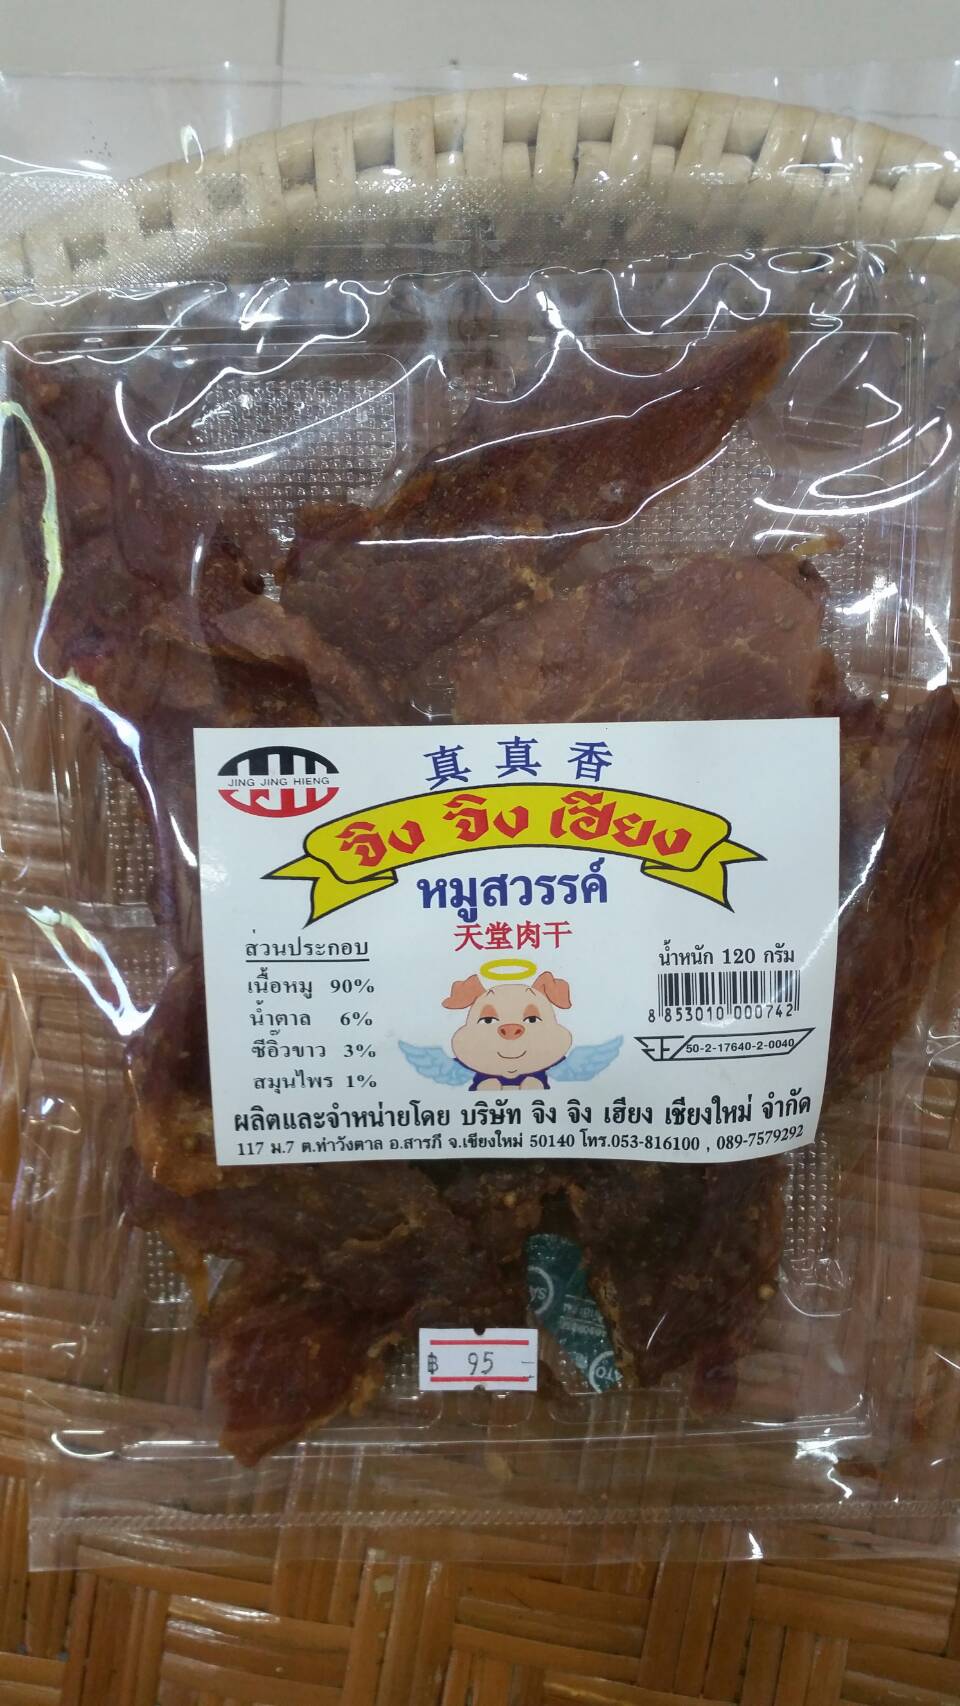 JING JING HIENG
真真香
จิง จิง เฮียง
หมูสวรรค์
天堂肉干
ส่วนประกอบ
เนื้อหมู 90%
น้ำตาล 6%
ซีอิ๊วขาว 3%
สมุนไพร 1%
น้ำหนัก 120 กรัม
8 853010 000742
50-2-17640-2-0040
ผลิตและจำหน่ายโดย บริษัท จิง จิง เฮียง เชียงใหม่ จำกัด
117 ม.7 ต.ท่าวังตาล อ.สารภี จ.เชียงใหม่ 50140 โทร.053-816100 , 089-7579292
฿ 95 -